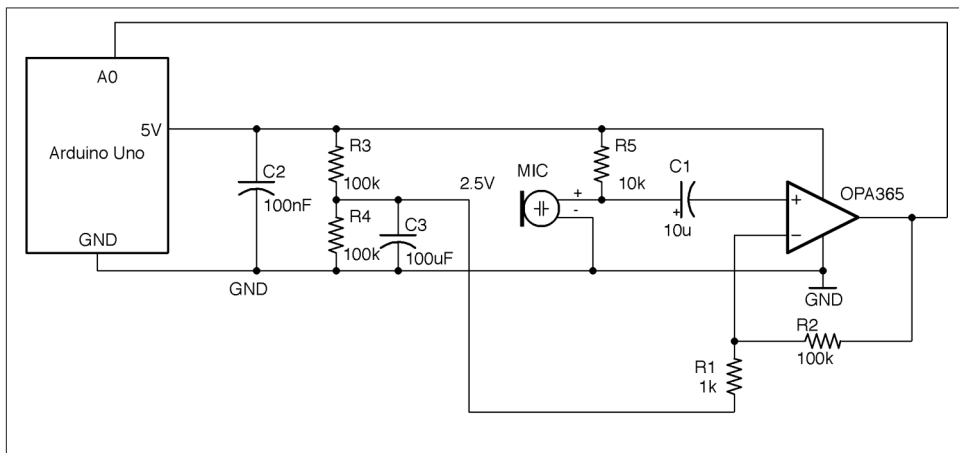 A0
5V
Arduino Uno
GND
C2
100nF
R3
100k
R4
100k
C3
100uF
2.5V
GND
MIC
+
-
R5
10k
C1
+
10u
OPA365
+
−
GND
R2
100k
R1
1k